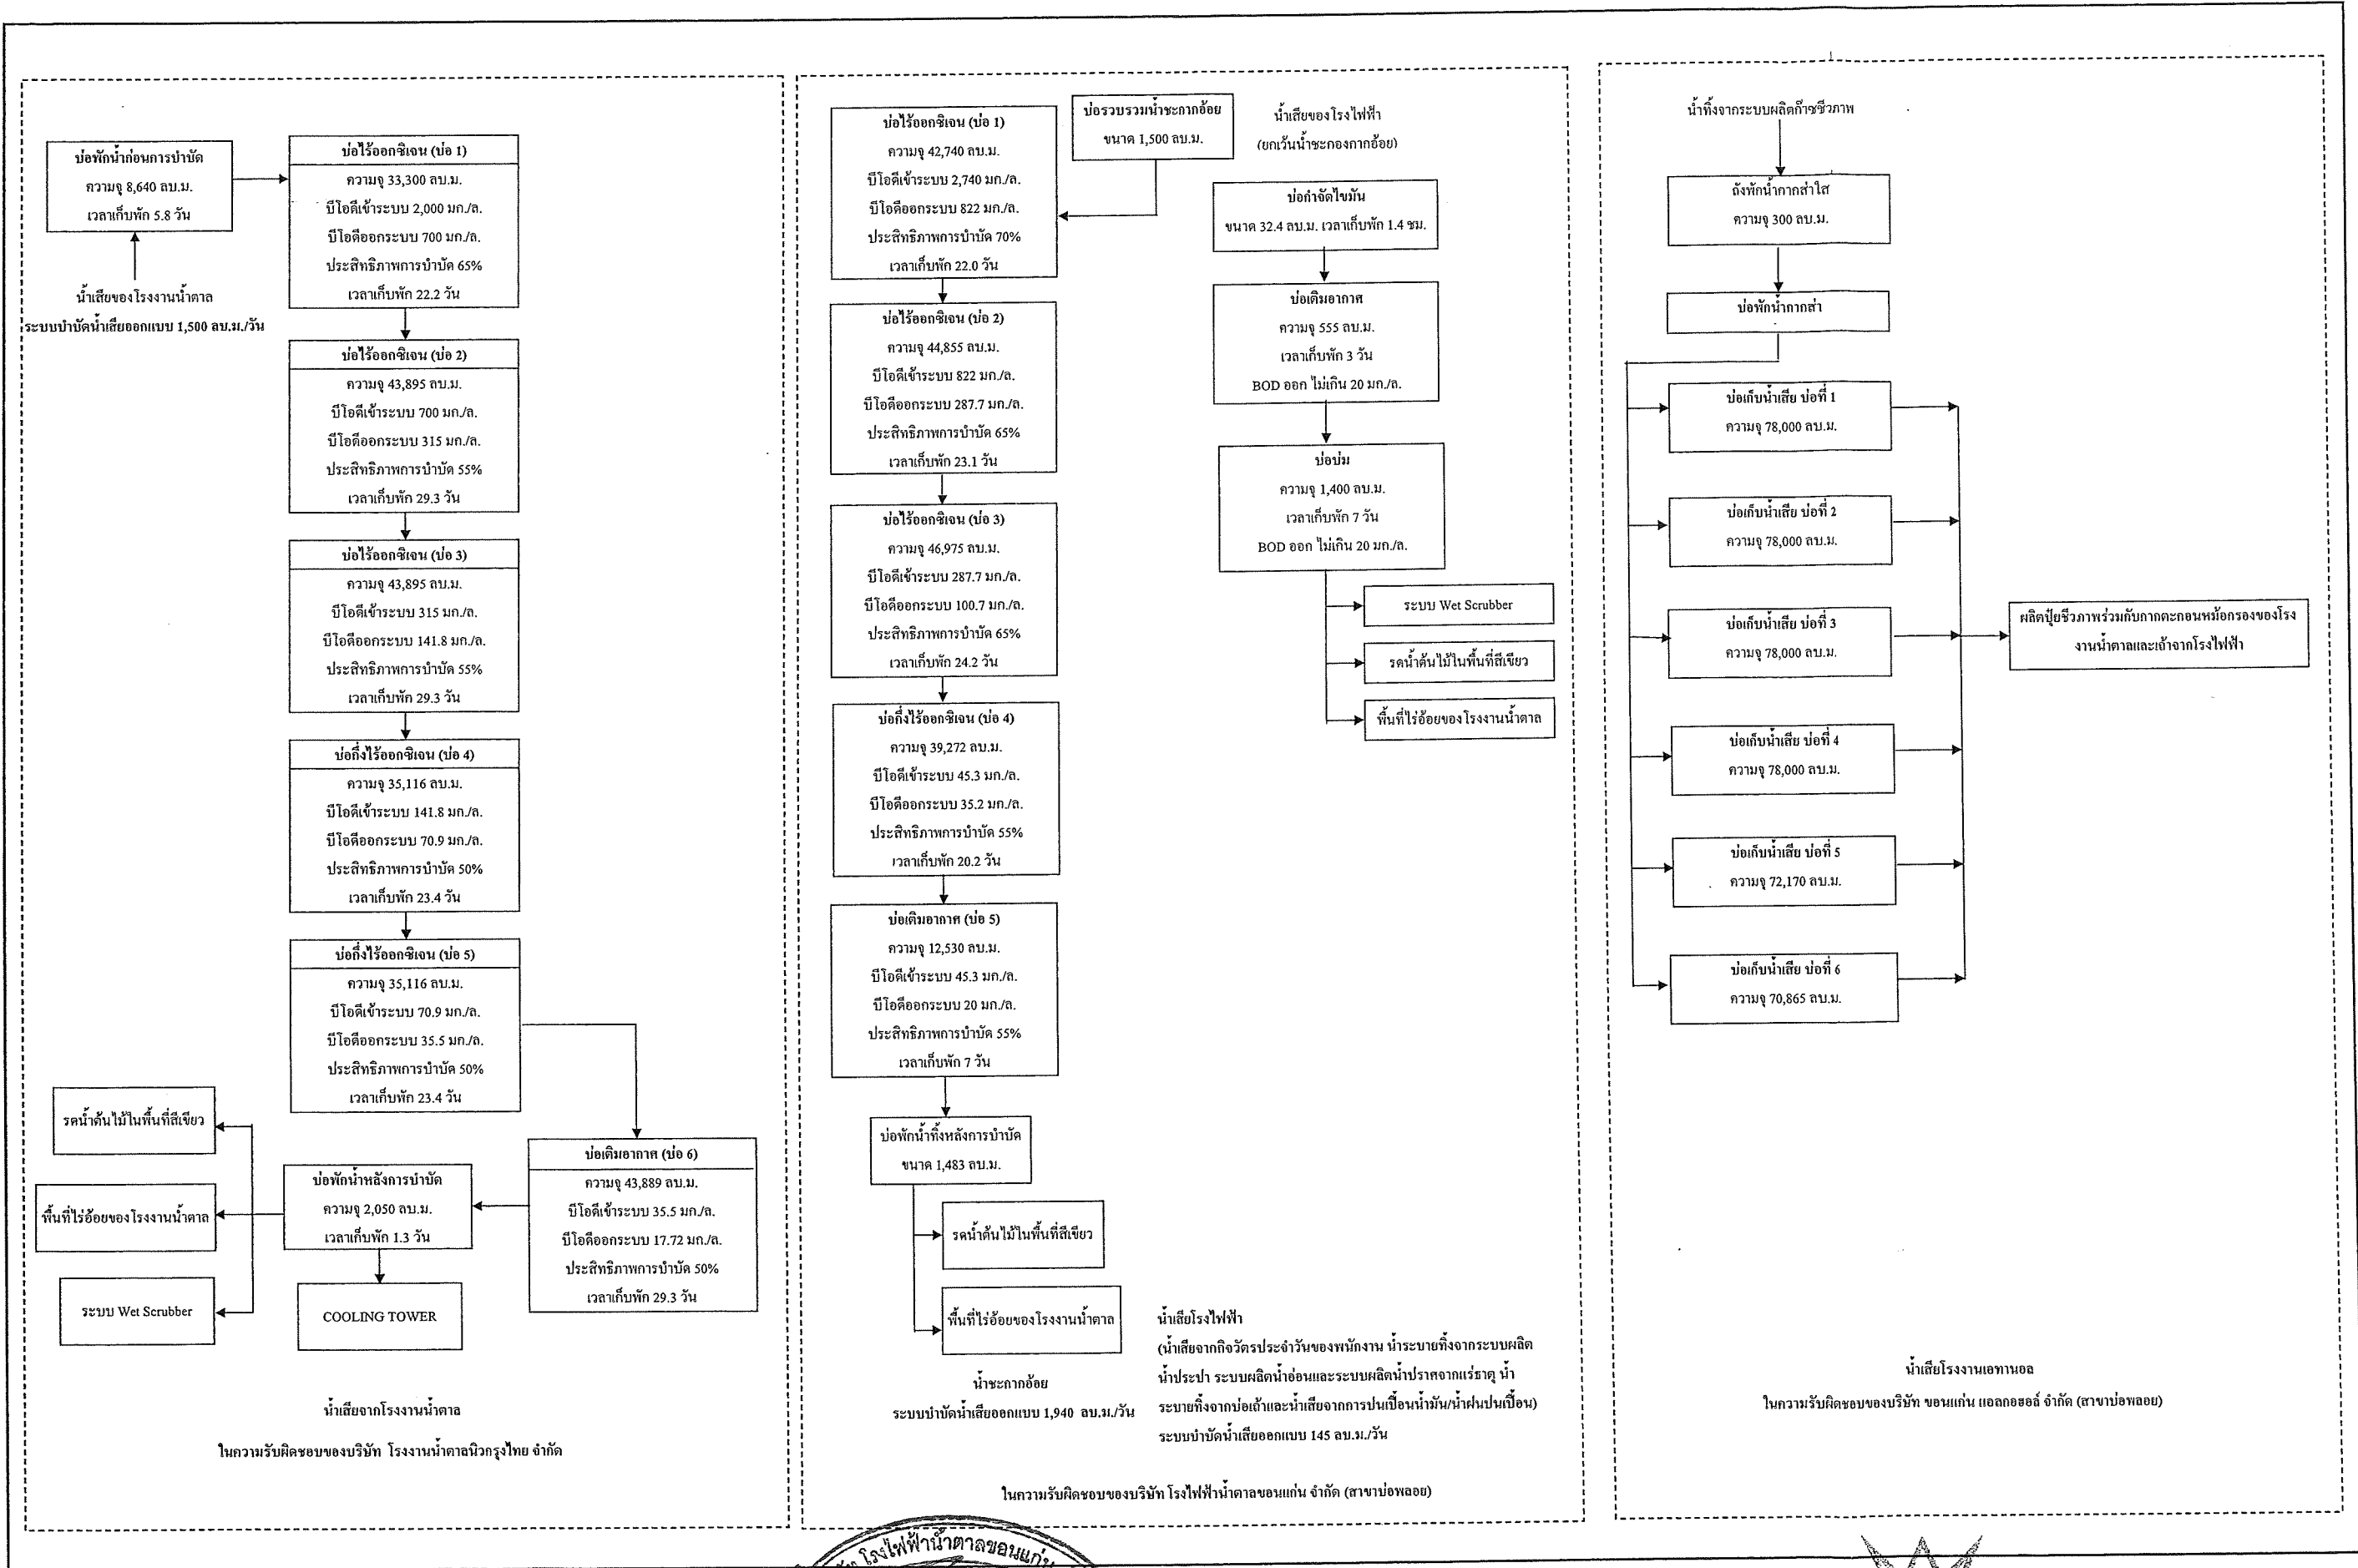 บ่อพักน้ำก่อนการบำบัด
ความจุ 8,640 ลบ.ม.
เวลาเก็บพัก 5.8 วัน
น้ำเสียของโรงงานน้ำตาล
ระบบบำบัดน้ำเสียออกแบบ 1,500 ลบ.ม./วัน
บ่อไร้ออกซิเจน (บ่อ 1)
ความจุ 33,300 ลบ.ม.
บีโอดีเข้าระบบ 2,000 มก./ล.
บีโอดีออกระบบ 700 มก./ล.
ประสิทธิภาพการบำบัด 65%
เวลาเก็บพัก 22.2 วัน
บ่อไร้ออกซิเจน (บ่อ 2)
ความจุ 43,895 ลบ.ม.
บีโอดีเข้าระบบ 700 มก./ล.
บีโอดีออกระบบ 315 มก./ล.
ประสิทธิภาพการบำบัด 55%
เวลาเก็บพัก 29.3 วัน
บ่อไร้ออกซิเจน (บ่อ 3)
ความจุ 43,895 ลบ.ม.
บีโอดีเข้าระบบ 315 มก./ล.
บีโอดีออกระบบ 141.8 มก./ล.
ประสิทธิภาพการบำบัด 55%
เวลาเก็บพัก 29.3 วัน
บ่อกึ่งไร้ออกซิเจน (บ่อ 4)
ความจุ 35,116 ลบ.ม.
บีโอดีเข้าระบบ 141.8 มก./ล.
บีโอดีออกระบบ 70.9 มก./ล.
ประสิทธิภาพการบำบัด 50%
เวลาเก็บพัก 23.4 วัน
บ่อกึ่งไร้ออกซิเจน (บ่อ 5)
ความจุ 35,116 ลบ.ม.
บีโอดีเข้าระบบ 70.9 มก./ล.
บีโอดีออกระบบ 35.5 มก./ล.
ประสิทธิภาพการบำบัด 50%
เวลาเก็บพัก 23.4 วัน
บ่อเติมอากาศ (บ่อ 6)
ความจุ 43,889 ลบ.ม.
บีโอดีเข้าระบบ 35.5 มก./ล.
บีโอดีออกระบบ 17.72 มก./ล.
ประสิทธิภาพการบำบัด 50%
เวลาเก็บพัก 29.3 วัน
บ่อพักน้ำหลังการบำบัด
ความจุ 2,050 ลบ.ม.
เวลาเก็บพัก 1.3 วัน
รดน้ำต้นไม้ในพื้นที่สีเขียว
พื้นที่ไร่อ้อยของโรงงานน้ำตาล
ระบบ Wet Scrubber
COOLING TOWER
น้ำเสียจากโรงงานน้ำตาล
ในความรับผิดชอบของบริษัท โรงงานน้ำตาลนิวกรุงไทย จำกัด
บ่อไร้ออกซิเจน (บ่อ 1)
ความจุ 42,740 ลบ.ม.
บีโอดีเข้าระบบ 2,740 มก./ล.
บีโอดีออกระบบ 822 มก./ล.
ประสิทธิภาพการบำบัด 70%
เวลาเก็บพัก 22.0 วัน
บ่อรวบรวมน้ำชะกากอ้อย
ขนาด 1,500 ลบ.ม.
บ่อไร้ออกซิเจน (บ่อ 2)
ความจุ 44,855 ลบ.ม.
บีโอดีเข้าระบบ 822 มก./ล.
บีโอดีออกระบบ 287.7 มก./ล.
ประสิทธิภาพการบำบัด 65%
เวลาเก็บพัก 23.1 วัน
บ่อไร้ออกซิเจน (บ่อ 3)
ความจุ 46,975 ลบ.ม.
บีโอดีเข้าระบบ 287.7 มก./ล.
บีโอดีออกระบบ 100.7 มก./ล.
ประสิทธิภาพการบำบัด 65%
เวลาเก็บพัก 24.2 วัน
บ่อกึ่งไร้ออกซิเจน (บ่อ 4)
ความจุ 39,272 ลบ.ม.
บีโอดีเข้าระบบ 45.3 มก./ล.
บีโอดีออกระบบ 35.2 มก./ล.
ประสิทธิภาพการบำบัด 55%
เวลาเก็บพัก 20.2 วัน
บ่อเติมอากาศ (บ่อ 5)
ความจุ 12,530 ลบ.ม.
บีโอดีเข้าระบบ 45.3 มก./ล.
บีโอดีออกระบบ 20 มก./ล.
ประสิทธิภาพการบำบัด 55%
เวลาเก็บพัก 7 วัน
บ่อพักน้ำทิ้งหลังการบำบัด
ขนาด 1,483 ลบ.ม.
รดน้ำต้นไม้ในพื้นที่สีเขียว
พื้นที่ไร่อ้อยของโรงงานน้ำตาล
น้ำชะกากอ้อย
ระบบบำบัดน้ำเสียออกแบบ 1,940 ลบ.ม./วัน
น้ำเสียของโรงไฟฟ้า
(ยกเว้นน้ำชะกองกากอ้อย)
บ่อกำจัดไขมัน
ขนาด 32.4 ลบ.ม. เวลาเก็บพัก 1.4 ชม.
บ่อเติมอากาศ
ความจุ 555 ลบ.ม.
เวลาเก็บพัก 3 วัน
BOD ออก ไม่เกิน 20 มก./ล.
บ่อบ่ม
ความจุ 1,400 ลบ.ม.
เวลาเก็บพัก 7 วัน
BOD ออก ไม่เกิน 20 มก./ล.
ระบบ Wet Scrubber
รดน้ำต้นไม้ในพื้นที่สีเขียว
พื้นที่ไร่อ้อยของโรงงานน้ำตาล
น้ำเสียโรงไฟฟ้า
(น้ำเสียจากกิจวัตรประจำวันของพนักงาน น้ำระบายทิ้งจากระบบผลิต
น้ำประปา ระบบผลิตน้ำอ่อนและระบบผลิตน้ำปราศจากแร่ธาตุ น้ำ
ระบายทิ้งจากบ่อเถ้าและน้ำเสียจากการปนเปื้อนน้ำมัน/น้ำฝนปนเปื้อน)
ระบบบำบัดน้ำเสียออกแบบ 145 ลบ.ม./วัน
ในความรับผิดชอบของบริษัท โรงไฟฟ้าน้ำตาลขอนแก่น จำกัด (สาขาบ่อพลอย)
น้ำทิ้งจากระบบผลิตก๊าซชีวภาพ
ถังพักน้ำกากส่าใส
ความจุ 300 ลบ.ม.
บ่อพักน้ำกากส่า
บ่อเก็บน้ำเสีย บ่อที่ 1
ความจุ 78,000 ลบ.ม.
บ่อเก็บน้ำเสีย บ่อที่ 2
ความจุ 78,000 ลบ.ม.
บ่อเก็บน้ำเสีย บ่อที่ 3
ความจุ 78,000 ลบ.ม.
บ่อเก็บน้ำเสีย บ่อที่ 4
ความจุ 78,000 ลบ.ม.
บ่อเก็บน้ำเสีย บ่อที่ 5
ความจุ 72,170 ลบ.ม.
บ่อเก็บน้ำเสีย บ่อที่ 6
ความจุ 70,865 ลบ.ม.
ผลิตปุ๋ยชีวภาพร่วมกับกากตะกอนหม้อกรองของโรง
งานน้ำตาลและเถ้าจากโรงไฟฟ้า
น้ำเสียโรงงานเอทานอล
ในความรับผิดชอบของบริษัท ขอนแก่น แอลกอฮอล์ จำกัด (สาขาบ่อพลอย)
โรงไฟฟ้าน้ำตาลขอนแก่น